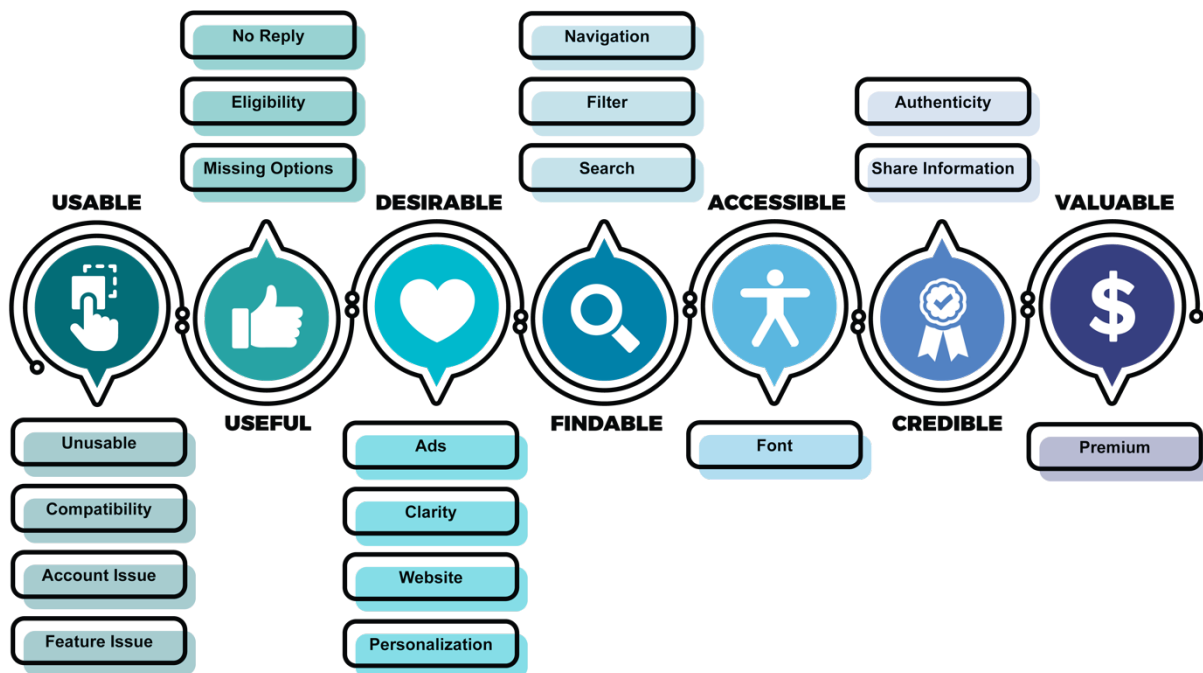 No Reply
Navigation
Eligibility
Filter
Authenticity
Missing Options
Search
Share Information
USABLE
DESIRABLE
ACCESSIBLE
VALUABLE
$
USEFUL
FINDABLE
CREDIBLE
Unusable
Ads
Font
Premium
Compatibility
Clarity
Account Issue
Website
Feature Issue
Personalization